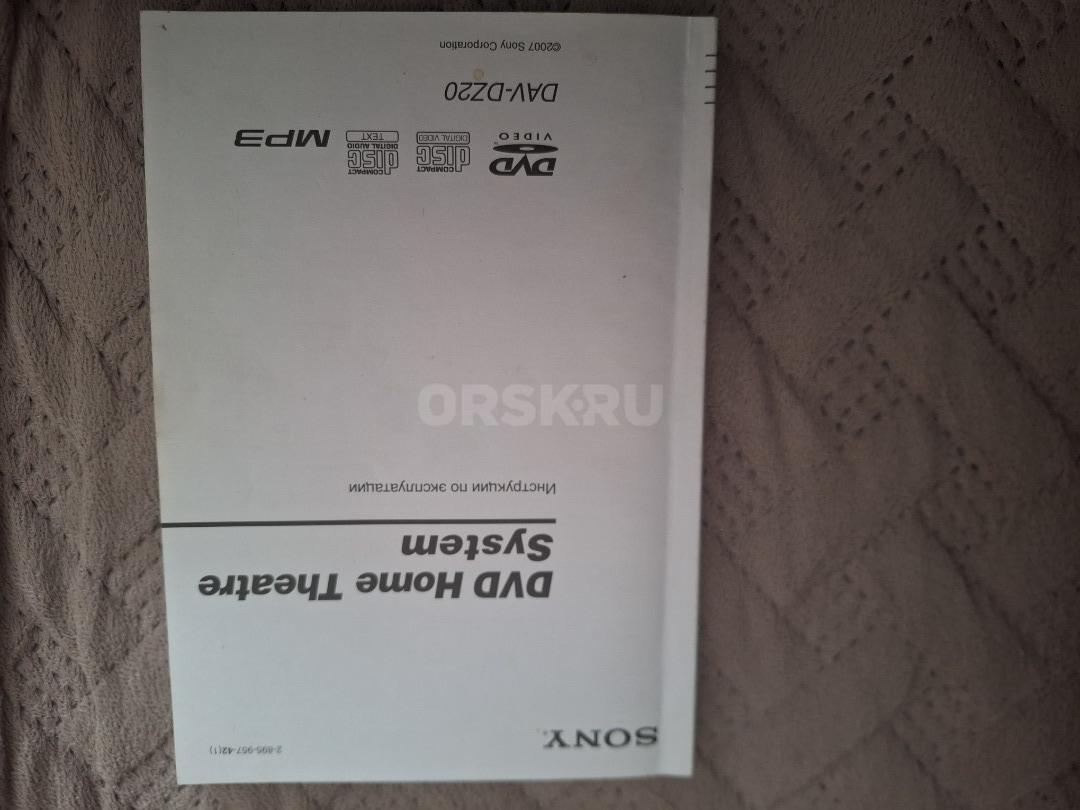 2-895-957-42(1)
SONY
DVD Home Theatre
System
Инструкции по эксплуатации
DVD
VIDEO
COMPACT
disc
DIGITAL VIDEO
COMPACT
disc
DIGITAL AUDIO
TEXT
MP3
DAV-DZ20
©2007 Sony Corporation
ORSK.RU